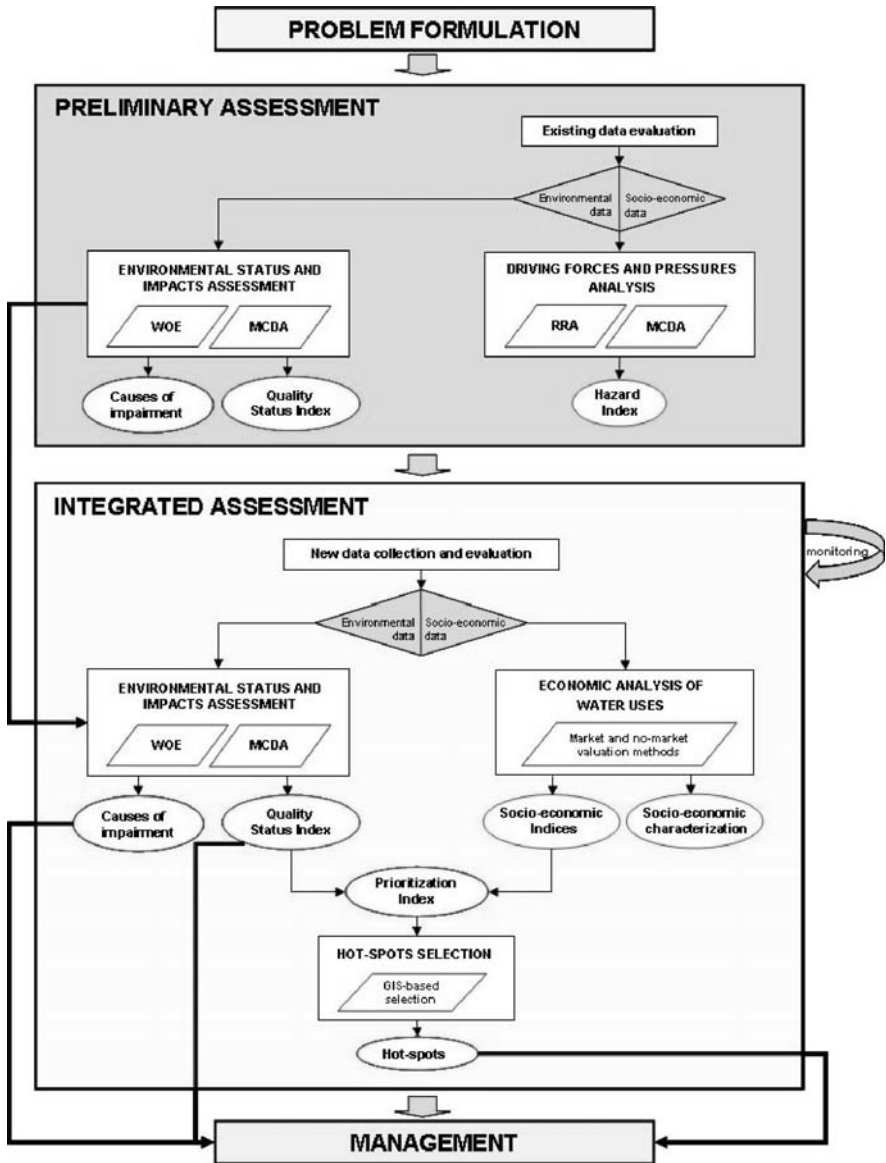 PROBLEM FORMULATION
PRELIMINARY ASSESSMENT
Existing data evaluation
Environmental
data
Socio-economic
data
ENVIRONMENTAL STATUS AND
IMPACTS ASSESSMENT
WOE
MCDA
DRIVING FORCES AND PRESSURES
ANALYSIS
RRA
MCDA
Causes of
impairment
Quality
Status Index
Hazard
Index
INTEGRATED ASSESSMENT
monitoring
New data collection and evaluation
Environmental
data
Socio-economic
data
ENVIRONMENTAL STATUS AND
IMPACTS ASSESSMENT
WOE
MCDA
ECONOMIC ANALYSIS OF
WATER USES
Market and no-market
valuation methods
Causes of
impairment
Quality
Status Index
Socio-economic
Indices
Socio-economic
characterization
Prioritization
Index
HOT-SPOTS SELECTION
GIS-based
selection
Hot-spots
MANAGEMENT